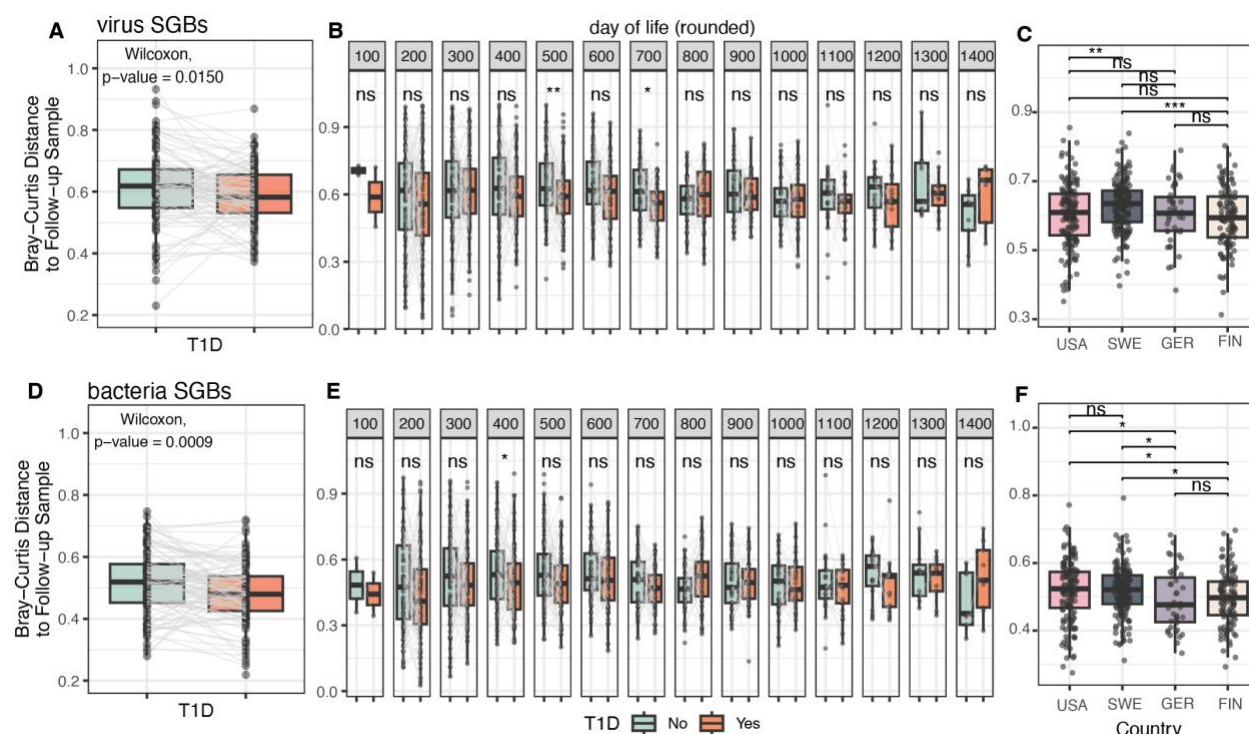 A virus SGBs
Wilcoxon,
p-value = 0.0150
1.0
0.8
0.6
0.4
0.2
Bray-Curtis Distance
to Follow-up Sample
T1D
B
day of life (rounded)
100 200 300 400 500 600 700 800 900 1000 1100 1200 1300 1400
ns ns ns ns ** ns * ns ns ns ns ns ns ns
0.9
0.6
0.3
0.0
C
**
ns
ns
ns
***
ns
0.9
0.7
0.5
0.3
USA SWE GER FIN
D bacteria SGBs
Wilcoxon,
p-value = 0.0009
1.0
0.8
0.6
0.4
0.2
Bray-Curtis Distance
to Follow-up Sample
T1D
E
100 200 300 400 500 600 700 800 900 1000 1100 1200 1300 1400
ns ns ns * ns ns ns ns ns ns ns ns ns ns
0.9
0.6
0.3
0.0
T1D No Yes
F
ns
*
*
*
*
ns
1.0
0.8
0.6
0.4
USA SWE GER FIN
Country